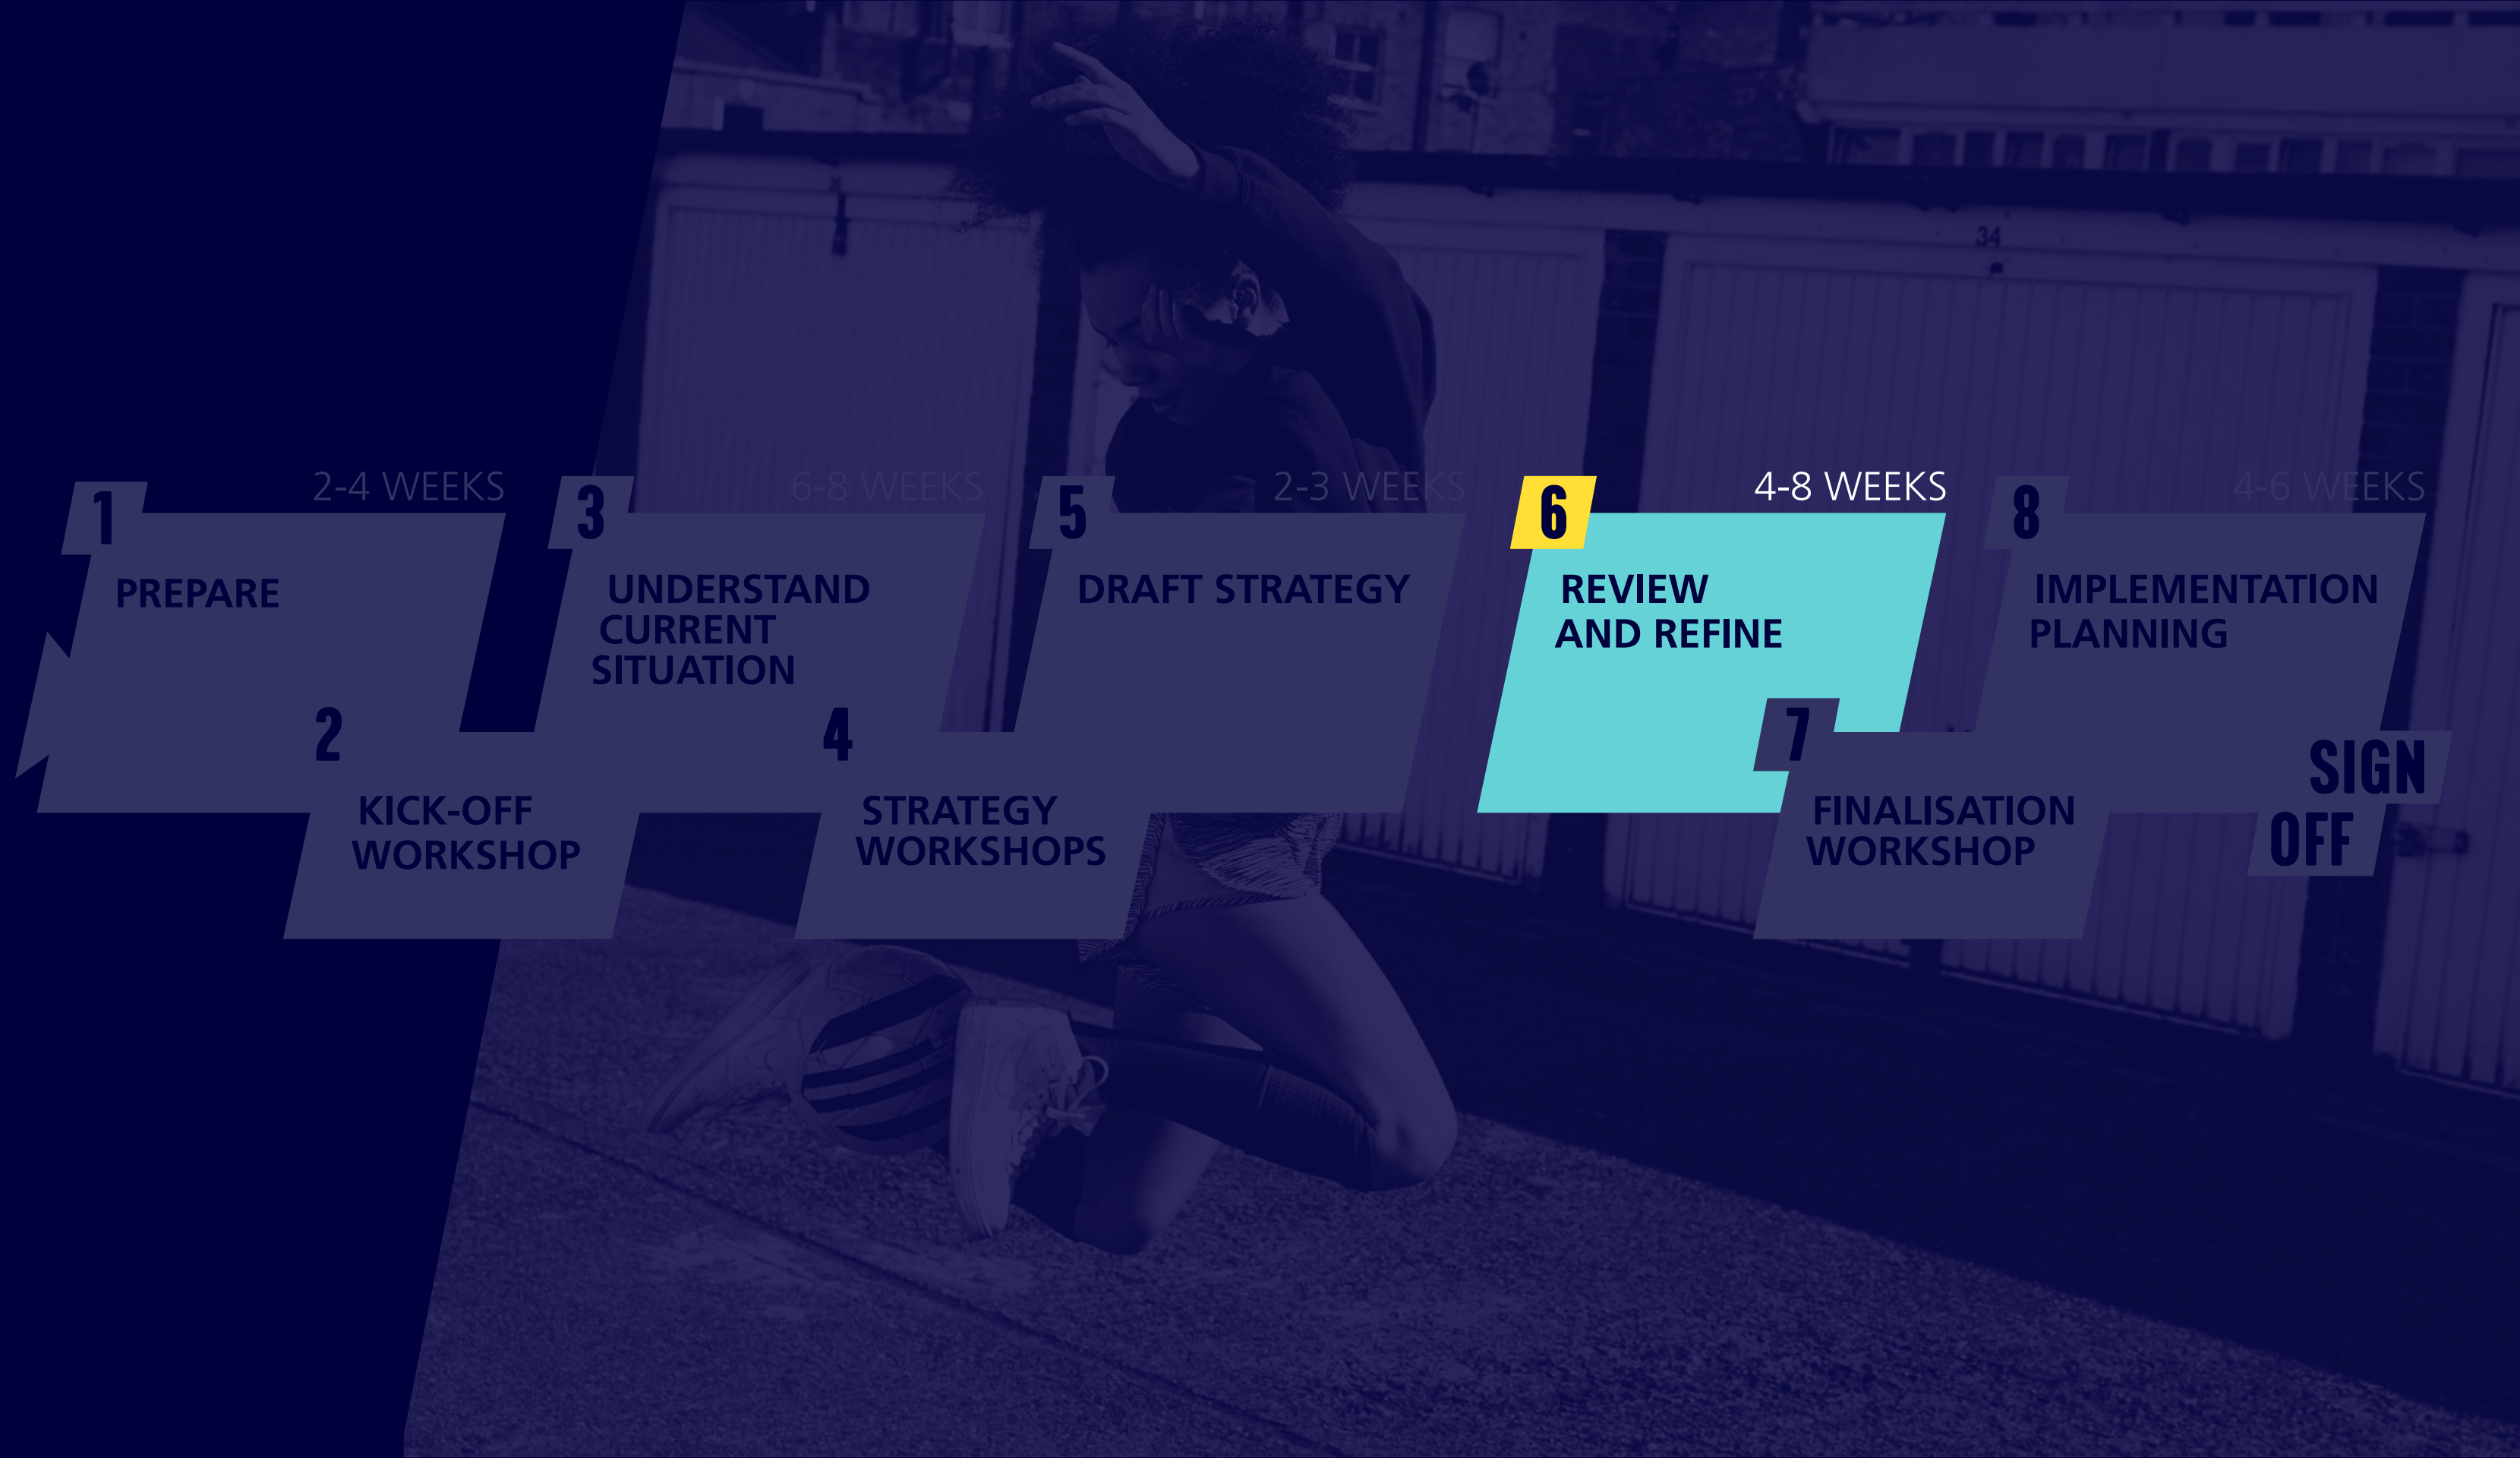 1
2-4 WEEKS
PREPARE
2
KICK-OFF
WORKSHOP
3
6-8 WEEKS
UNDERSTAND
CURRENT
SITUATION
4
STRATEGY
WORKSHOPS
5
2-3 WEEKS
DRAFT STRATEGY
6
4-8 WEEKS
REVIEW
AND REFINE
7
FINALISATION
WORKSHOP
8
4-6 WEEKS
IMPLEMENTATION
PLANNING
SIGN
OFF
34